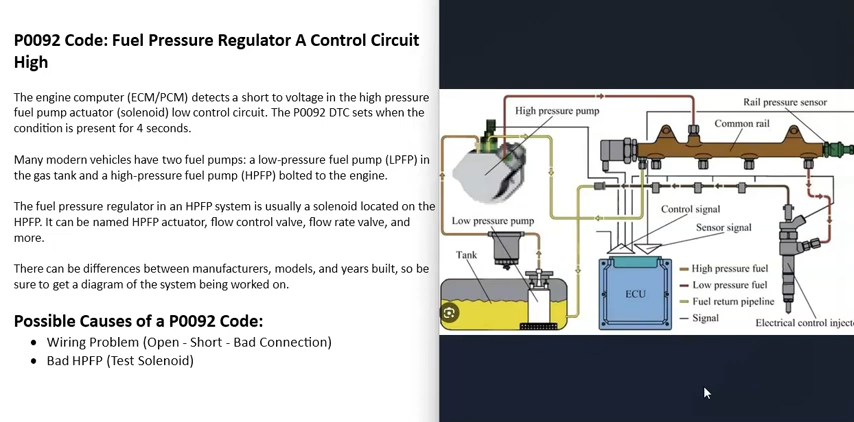 P0092 Code: Fuel Pressure Regulator A Control Circuit
High
The engine computer (ECM/PCM) detects a short to voltage in the high pressure
fuel pump actuator (solenoid) low control circuit. The P0092 DTC sets when the
condition is present for 4 seconds.
Many modern vehicles have two fuel pumps: a low-pressure fuel pump (LPFP) in
the gas tank and a high-pressure fuel pump (HPFP) bolted to the engine.
The fuel pressure regulator in an HPFP system is usually a solenoid located on the
HPFP. It can be named HPFP actuator, flow control valve, flow rate valve, and
more.
There can be differences between manufacturers, models, and years built, so be
sure to get a diagram of the system being worked on.
Possible Causes of a P0092 Code:
Wiring Problem (Open - Short - Bad Connection)
Bad HPFP (Test Solenoid)
High pressure pump
Rail pressure sensor
Common rail
Control signal
Low pressure pump
Sensor signal
Tank
ECU
High pressure fuel
Low pressure fuel
Fuel return pipeline
Signal
Electrical control inject